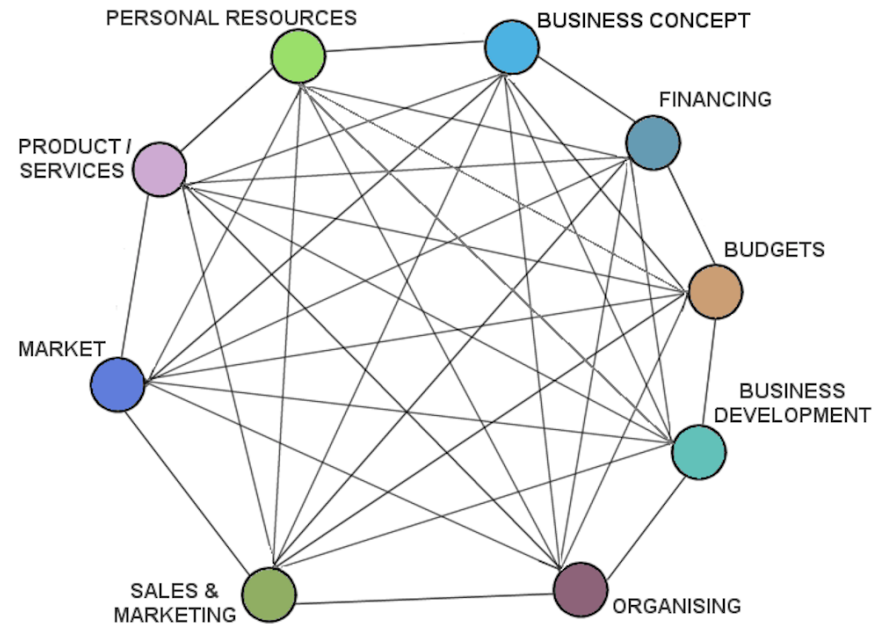 PERSONAL RESOURCES
BUSINESS CONCEPT
FINANCING
PRODUCT /
SERVICES
BUDGETS
MARKET
BUSINESS
DEVELOPMENT
SALES &
MARKETING
ORGANISING